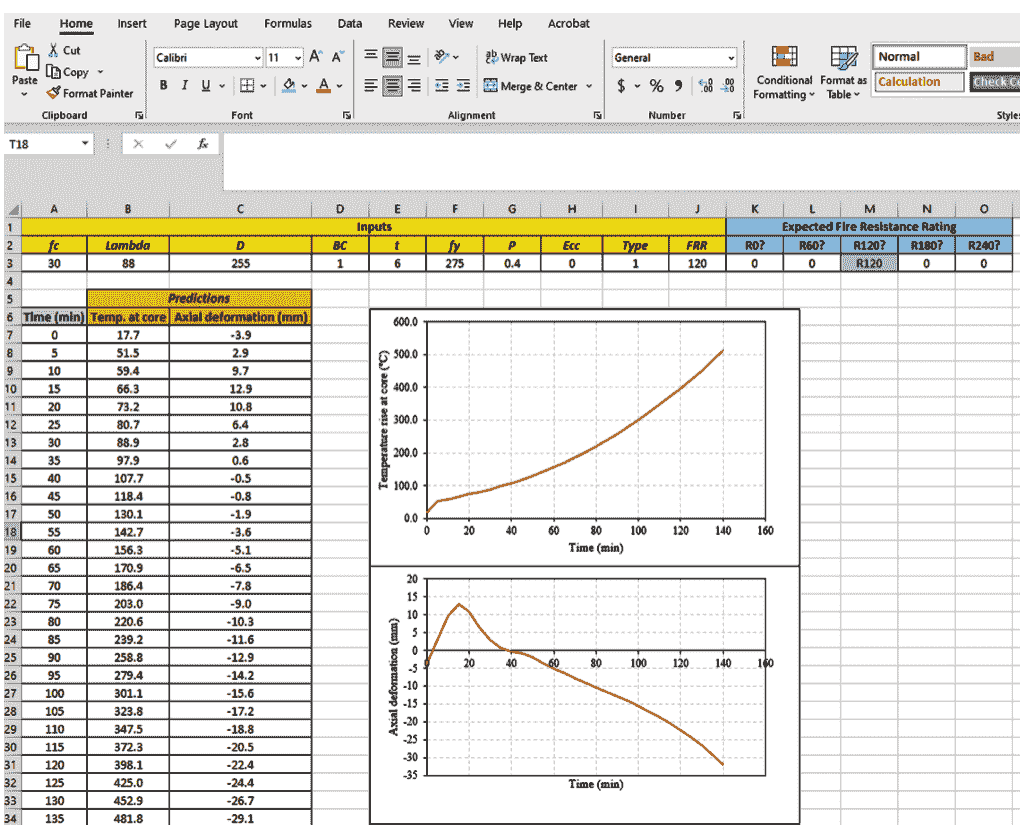 File Home Insert Page Layout Formulas Data Review View Help Acrobat
Paste
Cut
Copy
Format Painter
Clipboard
Calibri 11 A^ A˅
B I U A
Font
ab Wrap Text
Merge & Center
Alignment
General
$ % 9 .00 .00
Number
Conditional Formatting
Format as Table
Normal Bad
Calculation Check
Styles
T18 fx
A B C D E F G H I J K L M N O
1 Inputs Expected Fire Resistance Rating
2 fc Lambda D BC t fy P Ecc Type FRR R0? R60? R120? R180? R240?
3 30 88 255 1 6 275 0.4 0 1 120 0 0 R120 0 0
4
5 Predictions
6 Time (min) Temp. at core Axial deformation (mm)
7 0 17.7 -3.9
8 5 51.5 2.9
9 10 59.4 9.7
10 15 66.3 12.9
11 20 73.2 10.8
12 25 80.7 6.4
13 30 88.9 2.8
14 35 97.9 0.6
15 40 107.7 -0.5
16 45 118.4 -0.8
17 50 130.1 -1.9
18 55 142.7 -3.6
19 60 156.3 -5.1
20 65 170.9 -6.5
21 70 186.4 -7.8
22 75 203.0 -9.0
23 80 220.6 -10.3
24 85 239.2 -11.6
25 90 258.8 -12.9
26 95 279.4 -14.2
27 100 301.1 -15.6
28 105 323.8 -17.2
29 110 347.5 -18.8
30 115 372.3 -20.5
31 120 398.1 -22.4
32 125 425.0 -24.4
33 130 452.9 -26.7
34 135 481.8 -29.1
Temperature rise at core (°C)
600.0
500.0
400.0
300.0
200.0
100.0
0.0
0 20 40 60 80 100 120 140 160
Time (min)
Axial deformation (mm)
20
15
10
5
0
-5
-10
-15
-20
-25
-30
-35
0 20 40 60 80 100 120 140 160
Time (min)